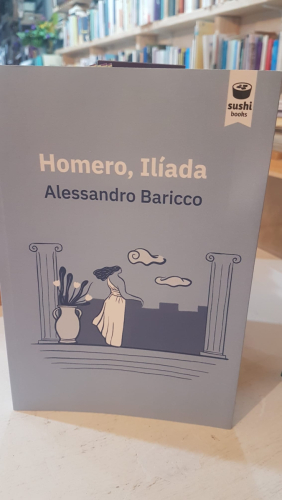 sushi
books
Homero, Ilíada
Alessandro Baricco